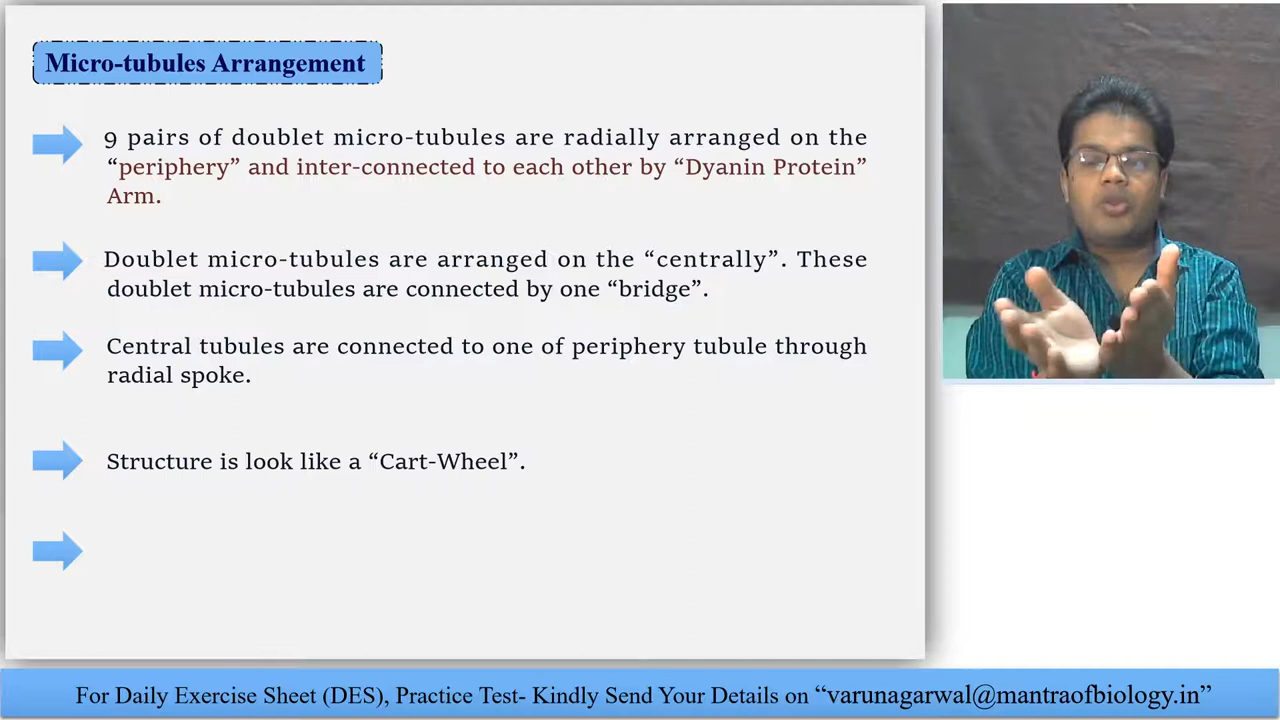 Micro-tubules Arrangement
9 pairs of doublet micro-tubules are radially arranged on the
“periphery” and inter-connected to each other by “Dyanin Protein”
Arm.
Doublet micro-tubules are arranged on the “centrally”. These
doublet micro-tubules are connected by one “bridge”.
Central tubules are connected to one of periphery tubule through
radial spoke.
Structure is look like a “Cart-Wheel”.
For Daily Exercise Sheet (DES), Practice Test- Kindly Send Your Details on “varunagarwal@mantraofbiology.in”